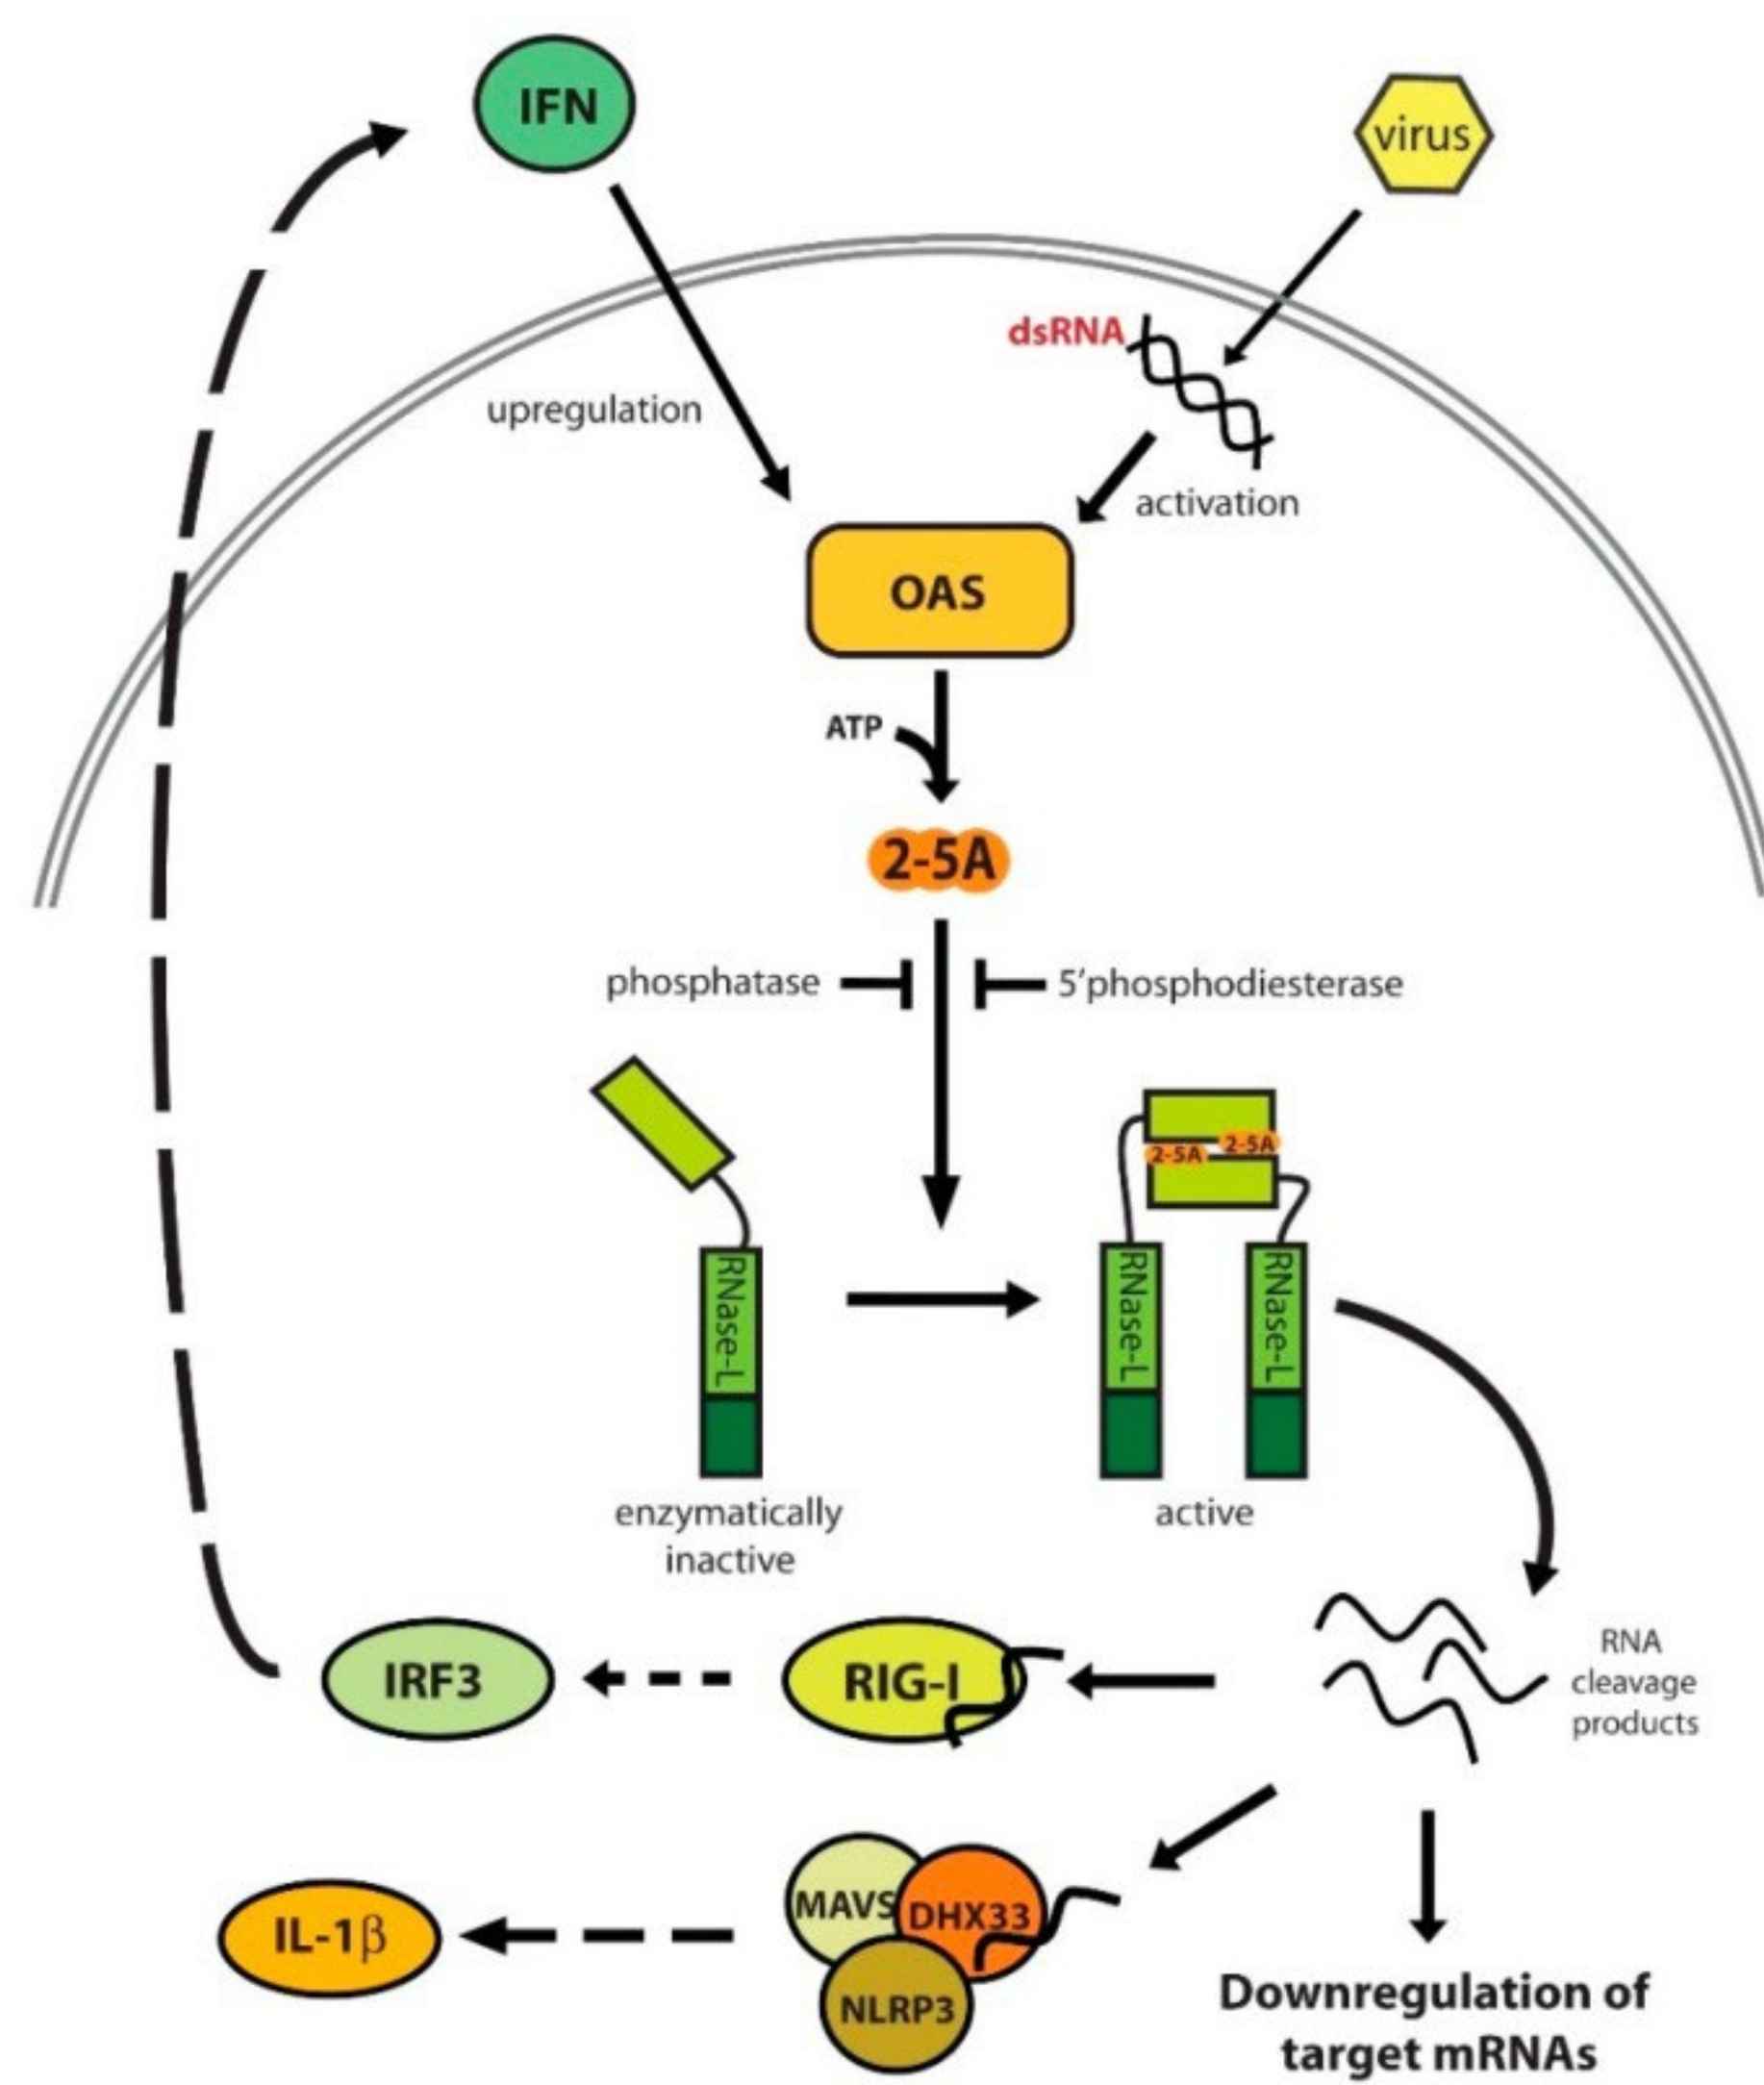 IFN
virus
dsRNA
upregulation
activation
OAS
ATP
2-5A
phosphatase
5'phosphodiesterase
2-5A
2-5A
RNase-L
RNase-L
RNase-L
enzymatically
inactive
active
RNA
cleavage
products
IRF3
RIG-I
MAVS
DHX33
IL-1β
NLRP3
Downregulation of
target mRNAs